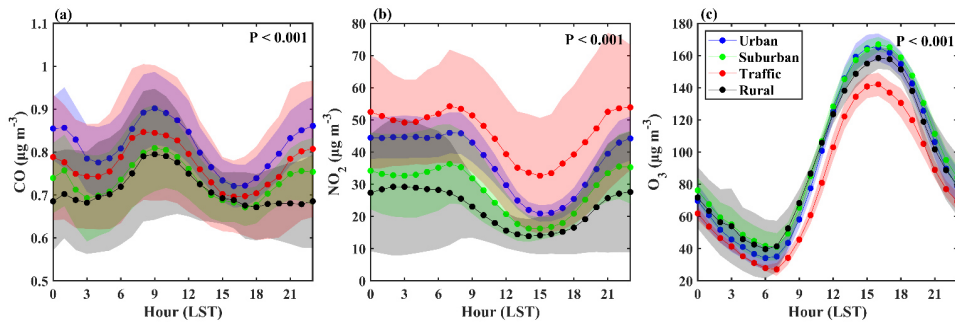 (a)
P < 0.001
CO (μg m⁻³)
1.1
1
0.9
0.8
0.7
0.6
0.5
0 3 6 9 12 15 18 21
Hour (LST)
(b)
P < 0.001
NO₂ (μg m⁻³)
80
70
60
50
40
30
20
10
0
0 3 6 9 12 15 18 21
Hour (LST)
(c)
P < 0.001
Urban
Suburban
Traffic
Rural
O₃ (μg m⁻³)
180
160
140
120
100
80
60
40
20
0 3 6 9 12 15 18 21
Hour (LST)